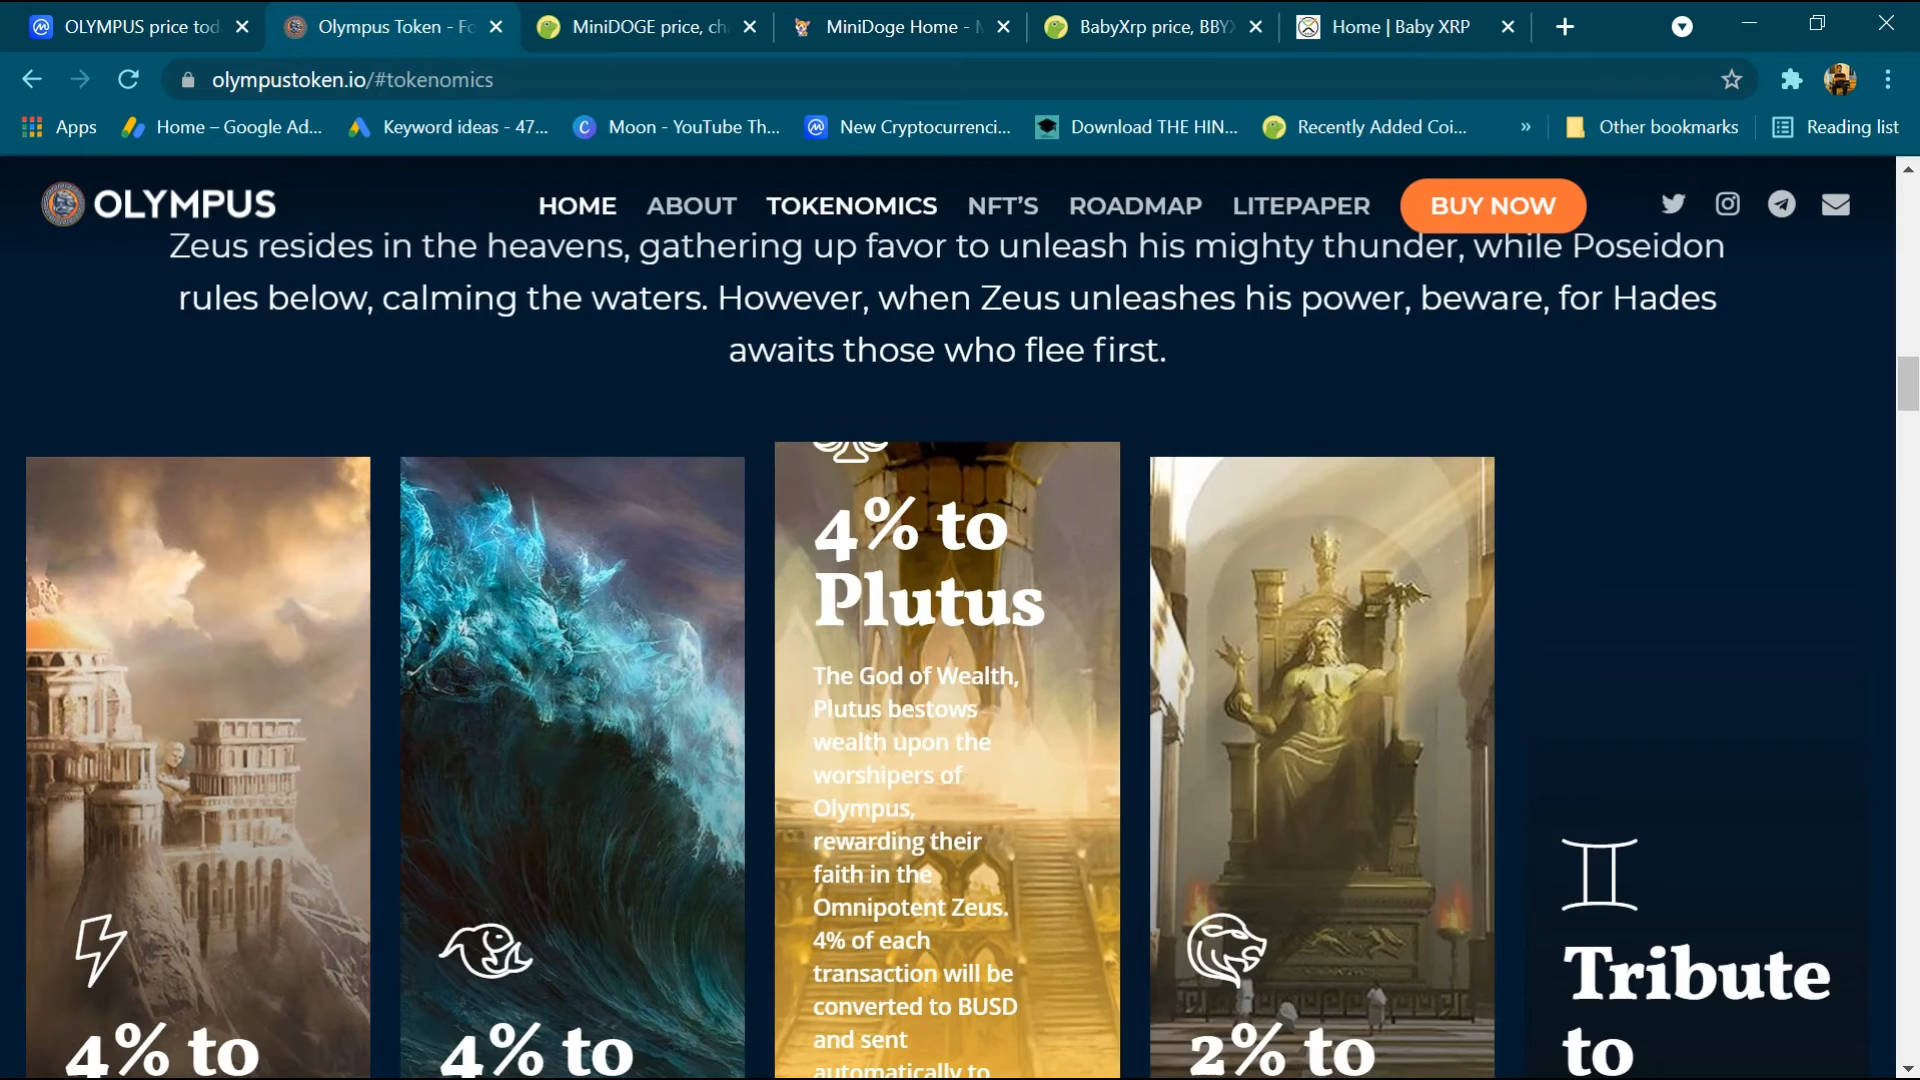 OLYMPUS price tod
Olympus Token - Fo
MiniDOGE price, ch
MiniDoge Home - M
BabyXrp price, BBYX
Home | Baby XRP
olympustoken.io/#tokenomics
Apps
Home – Google Ad...
Keyword ideas - 47...
Moon - YouTube Th...
New Cryptocurrenci...
Download THE HIN...
Recently Added Coi...
»
Other bookmarks
Reading list
OLYMPUS
HOME
ABOUT
TOKENOMICS
NFT'S
ROADMAP
LITEPAPER
BUY NOW
Zeus resides in the heavens, gathering up favor to unleash his mighty thunder, while Poseidon
rules below, calming the waters. However, when Zeus unleashes his power, beware, for Hades
awaits those who flee first.
4% to
4% to
4% to
Plutus
The God of Wealth,
Plutus bestows
wealth upon the
worshipers of
Olympus,
rewarding their
faith in the
Omnipotent Zeus.
4% of each
transaction will be
converted to BUSD
and sent
automatically to
2% to
Tribute
to